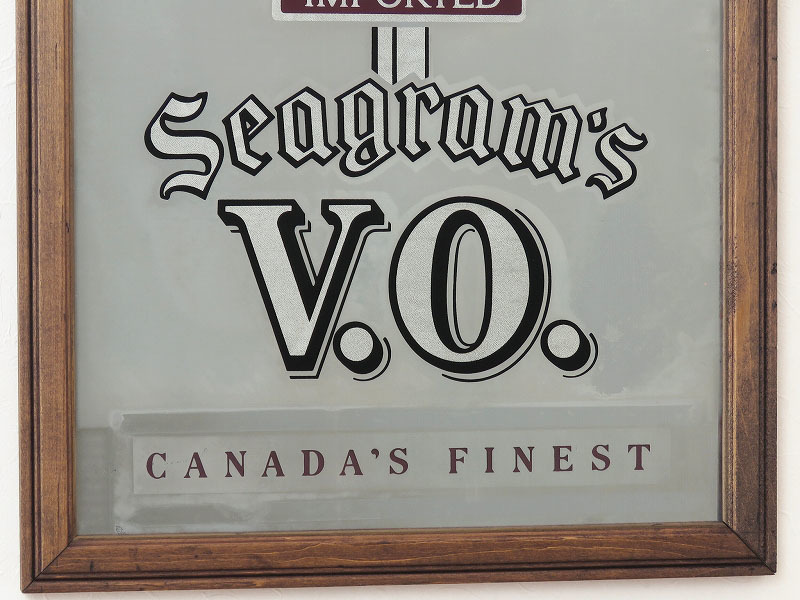 IMPORTED
Seagram's
V.O.
CANADA'S FINEST